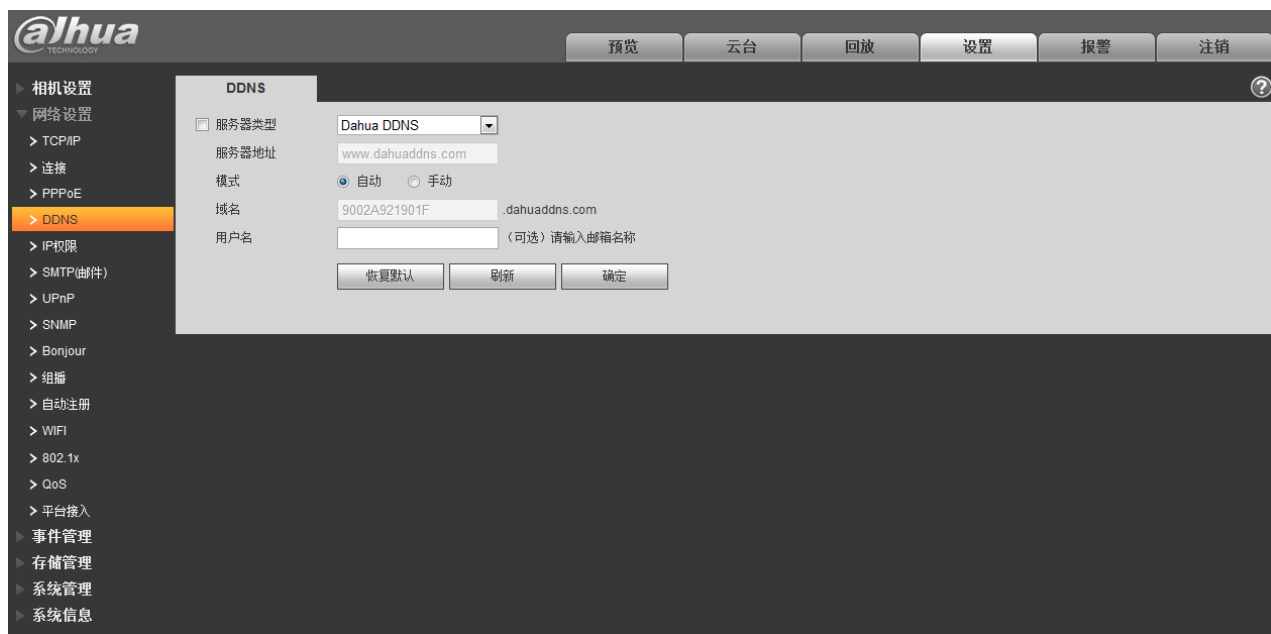 alhua
TECHNOLOGY
预览 云台 回放 设置 报警 注销
相机设置
网络设置
> TCP/IP
> 连接
> PPPoE
> DDNS
> IP权限
> SMTP(邮件)
> UPnP
> SNMP
> Bonjour
> 组播
> 自动注册
> WIFI
> 802.1x
> QoS
> 平台接入
事件管理
存储管理
系统管理
系统信息
DDNS
?
服务器类型 Dahua DDNS
服务器地址 www.dahuaddns.com
模式 自动 手动
域名 9002A921901F .dahuaddns.com
用户名 （可选）请输入邮箱名称
恢复默认 刷新 确定